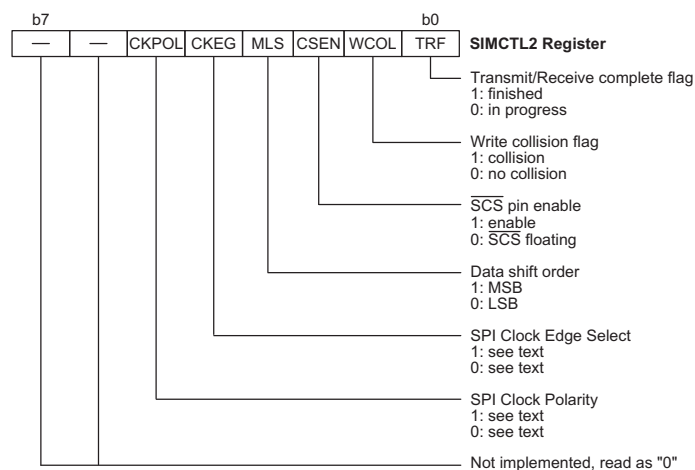 b7 b0
— — CKPOL CKEG MLS CSEN WCOL TRF SIMCTL2 Register
Transmit/Receive complete flag
1: finished
0: in progress
Write collision flag
1: collision
0: no collision
SCS pin enable
1: enable
0: SCS floating
Data shift order
1: MSB
0: LSB
SPI Clock Edge Select
1: see text
0: see text
SPI Clock Polarity
1: see text
0: see text
Not implemented, read as "0"